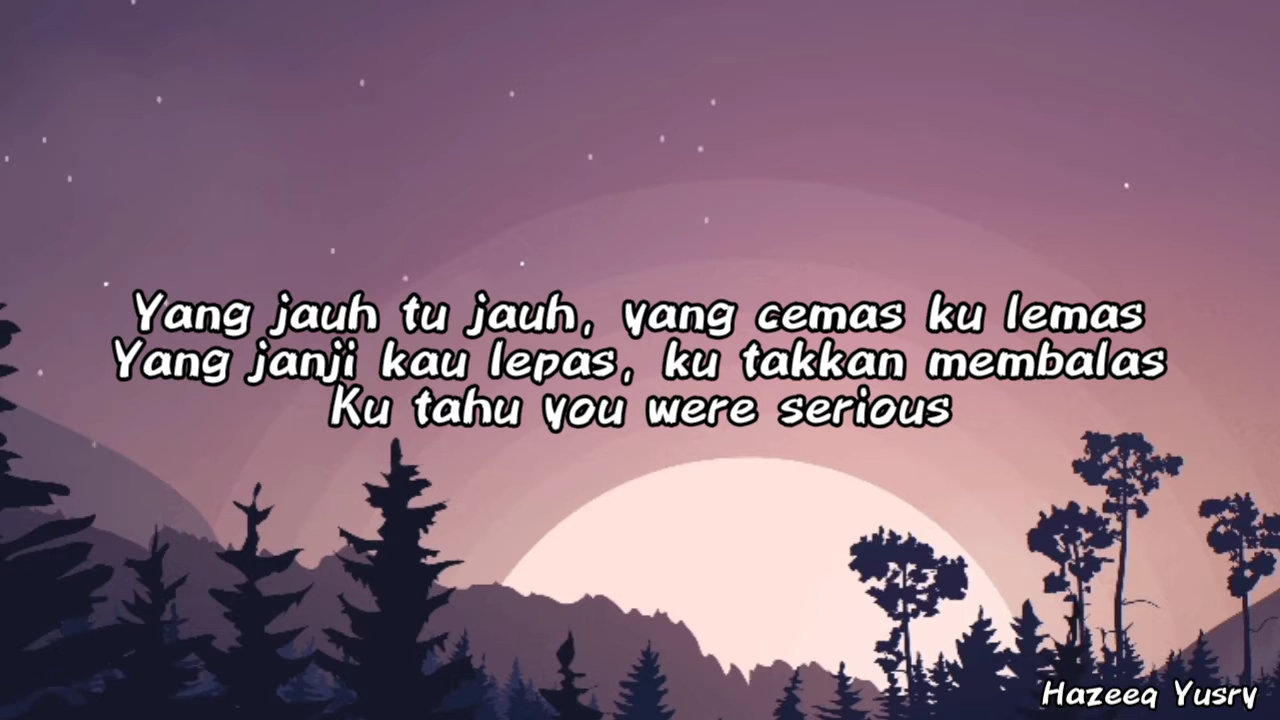 Yang jauh tu jauh, yang cemas ku lemas
Yang janji kau lepas, ku takkan membalas
Ku tahu you were serious
Hazeeq Yusry